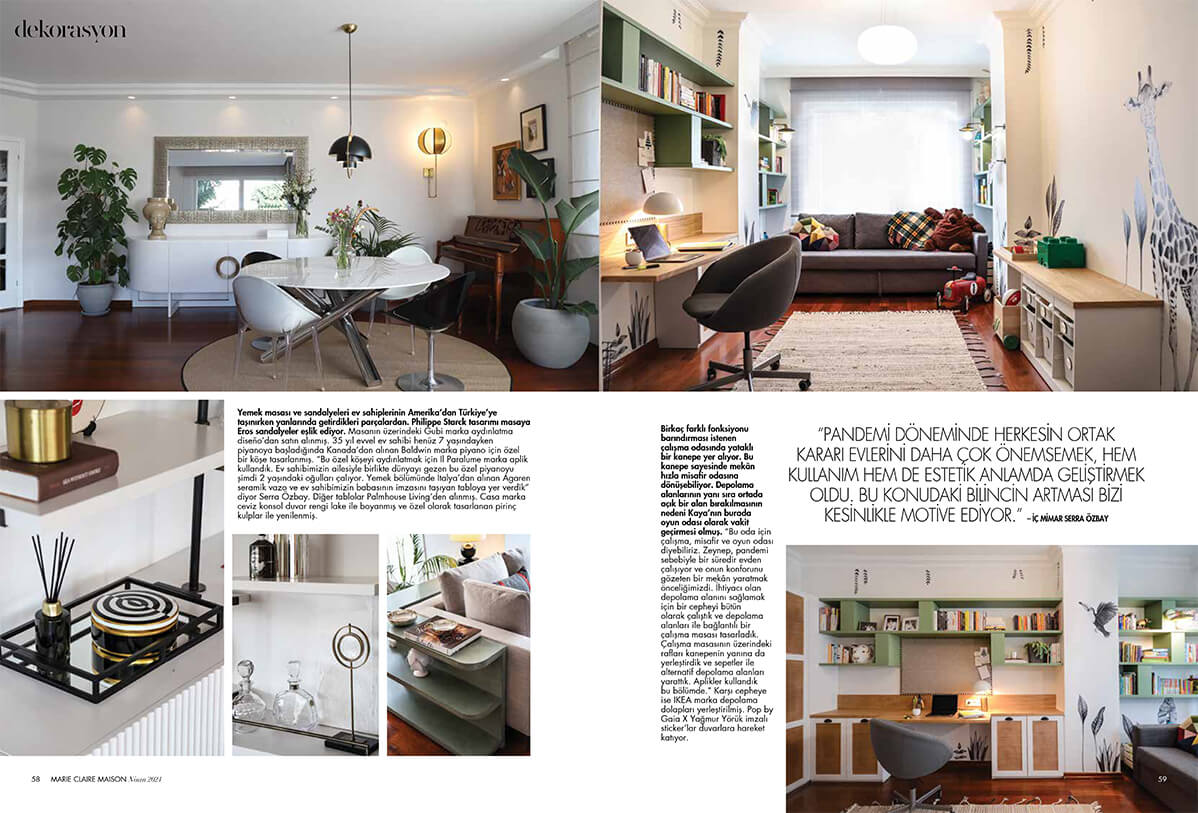 dekorasyon
Yemek masası ve sandalyeleri ev sahiplerinin Amerika’dan Türkiye’ye
taşınırken yanlarında getirdikleri parçalardan. Philippe Starck tasarımı masaya
Eros sandalyeler eşlik ediyor. Masanın üzerindeki Gubi marka aydınlatma
diseño’dan satın alınmış. 35 yıl evvel ev sahibi henüz 7 yaşındayken
piyanoya başladığında Kanada’dan alınan Baldwin marka piyano için özel
bir köşe tasarlanmış. “Bu özel köşeyi aydınlatmak için Il Paralume marka aplik
kullandık. Ev sahibimizin ailesiyle birlikte dünyayı gezen bu özel piyanoyu
şimdi 2 yaşındaki oğulları çalıyor. Yemek bölümünde İtalya’dan alınan Agaren
seramik vazo ve ev sahibimizin babasının imzasını taşıyan tabloya yer verdik”
diyor Serra Özbay. Diğer tablolar Palmhouse Living’den alınmış. Casa marka
ceviz konsol duvar rengi lake ile boyanmış ve özel olarak tasarlanan pirinç
kulplar ile yenilenmiş.
Birkaç farklı fonksiyonu
barındırması istenen
çalışma odasında yataklı
bir kanepe yer alıyor. Bu
kanepe sayesinde mekân
hızla misafir odasına
dönüşebiliyor. Depolama
alanlarının yanı sıra ortada
açık bir alan bırakılmasının
nedeni Kaya’nın burada
oyun odası olarak vakit
geçirmesi olmuş. “Bu oda için
çalışma, misafir ve oyun odası
diyebiliriz. Zeynep, pandemi
sebebiyle bir süredir evden
çalışıyor ve onun konforunu
gözeten bir mekân yaratmak
önceliğimizdi. İhtiyacı olan
depolama alanını sağlamak
için bir cepheyi bütün
olarak çalıştık ve depolama
alanları ile bağlantılı bir
çalışma masası tasarladık.
Çalışma masasının üzerindeki
rafları kanepenin yanına da
yerleştirdik ve sepetler ile
alternatif depolama alanları
yarattık. Aplikler kullandık
bu bölümde.” Karşı cepheye
ise IKEA marka depolama
dolapları yerleştirilmiş. Pop by
Gaia X Yağmur Yörük imzalı
sticker’lar duvarlara hareket
katıyor.
“PANDEMİ DÖNEMİNDE HERKESİN ORTAK
KARARI EVLERİNİ DAHA ÇOK ÖNEMSEMEK, HEM
KULLANIM HEM DE ESTETİK ANLAMDA GELİŞTİRMEK
OLDU. BU KONUDAKİ BİLİNCİN ARTMASI BİZİ
KESİNLİKLE MOTİVE EDİYOR.” – İÇ MİMAR SERRA ÖZBAY
58 MARIE CLAIRE MAISON Nisan 2021
59